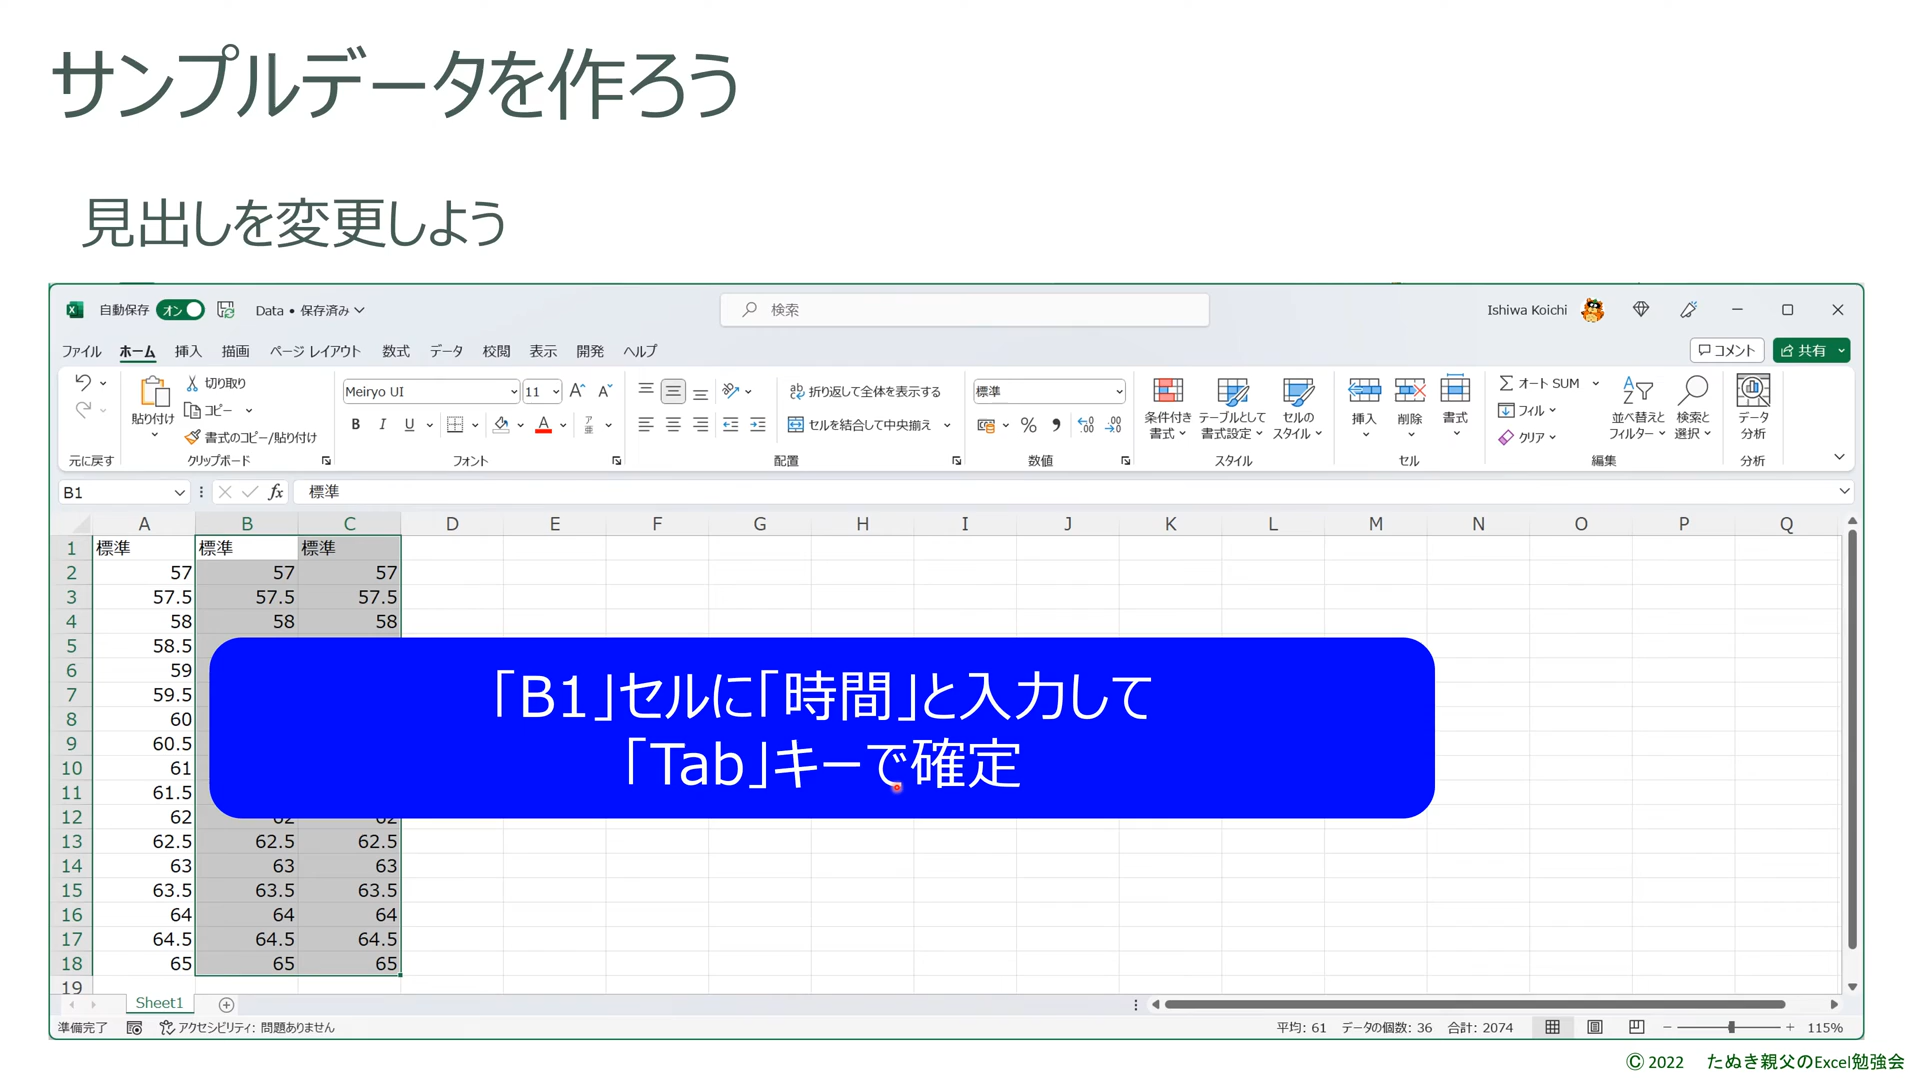 サンプルデータを作ろう
見出しを変更しよう
自動保存 オン Data • 保存済み 検索 Ishiwa Koichi
ファイル ホーム 挿入 描画 ページ レイアウト 数式 データ 校閲 表示 開発 ヘルプ コメント 共有
貼り付け 切り取り コピー 書式のコピー/貼り付け
Meiryo UI 11 B I U A
折り返して全体を表示する セルを結合して中央揃え
標準 %
条件付き書式 テーブルとして書式設定 セルのスタイル
挿入 削除 書式
オート SUM フィル クリア 並べ替えとフィルター 検索と選択 データ分析
元に戻す クリップボード フォント 配置 数値 スタイル セル 編集 分析
B1 fx 標準
A B C D E F G H I J K L M N O P Q
1 標準 標準 標準
2 57 57 57
3 57.5 57.5 57.5
4 58 58 58
5 58.5
6 59
7 59.5
8 60
9 60.5
10 61
11 61.5
12 62 62 62
13 62.5 62.5 62.5
14 63 63 63
15 63.5 63.5 63.5
16 64 64 64
17 64.5 64.5 64.5
18 65 65 65
19
「B1」セルに「時間」と入力して
「Tab」キーで確定
Sheet1
準備完了 アクセシビリティ: 問題ありません 平均: 61 データの個数: 36 合計: 2074 115%
© 2022 たぬき親父のExcel勉強会